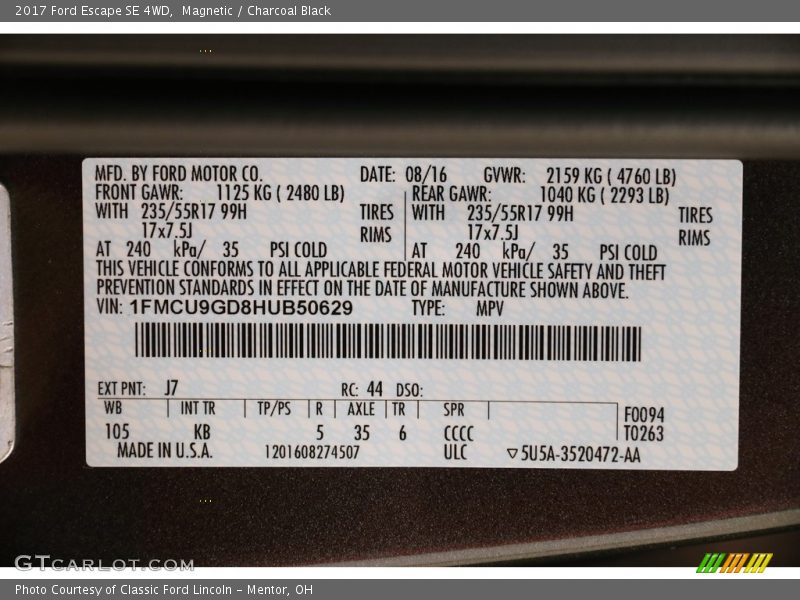 2017 Ford Escape SE 4WD, Magnetic / Charcoal Black
MFD. BY FORD MOTOR CO. DATE: 08/16 GVWR: 2159 KG ( 4760 LB)
FRONT GAWR: 1125 KG ( 2480 LB) REAR GAWR: 1040 KG ( 2293 LB)
WITH 235/55R17 99H TIRES WITH 235/55R17 99H TIRES
17x7.5J RIMS 17x7.5J RIMS
AT 240 kPa/ 35 PSI COLD AT 240 kPa/ 35 PSI COLD
THIS VEHICLE CONFORMS TO ALL APPLICABLE FEDERAL MOTOR VEHICLE SAFETY AND THEFT
PREVENTION STANDARDS IN EFFECT ON THE DATE OF MANUFACTURE SHOWN ABOVE.
VIN: 1FMCU9GD8HUB50629 TYPE: MPV
EXT PNT: J7 RC: 44 DSO:
WB INT TR TP/PS R AXLE TR SPR F0094
105 KB 5 35 6 CCCC T0263
MADE IN U.S.A. 1201608274507 ULC ▽5U5A-3520472-AA
GTCARLOT.COM
Photo Courtesy of Classic Ford Lincoln - Mentor, OH